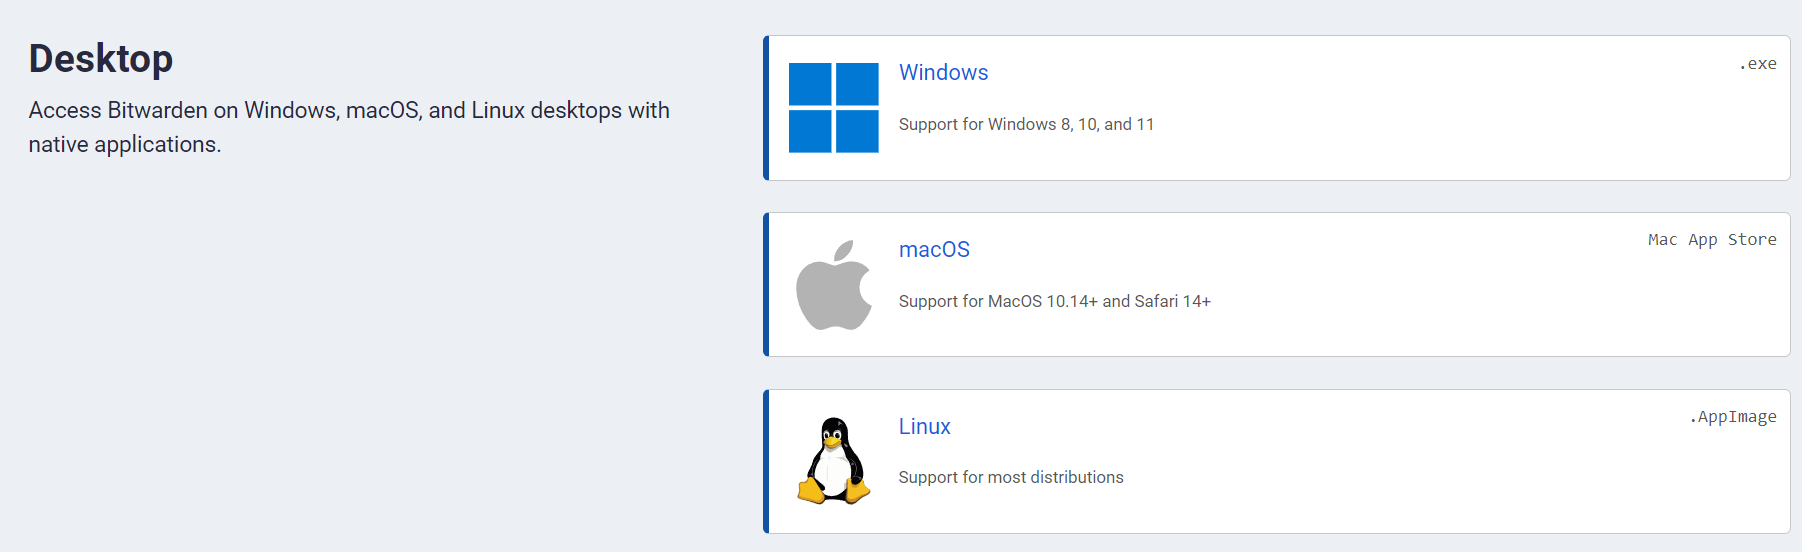 Desktop
Access Bitwarden on Windows, macOS, and Linux desktops with
native applications.
Windows
.exe
Support for Windows 8, 10, and 11
macOS
Mac App Store
Support for MacOS 10.14+ and Safari 14+
Linux
.AppImage
Support for most distributions